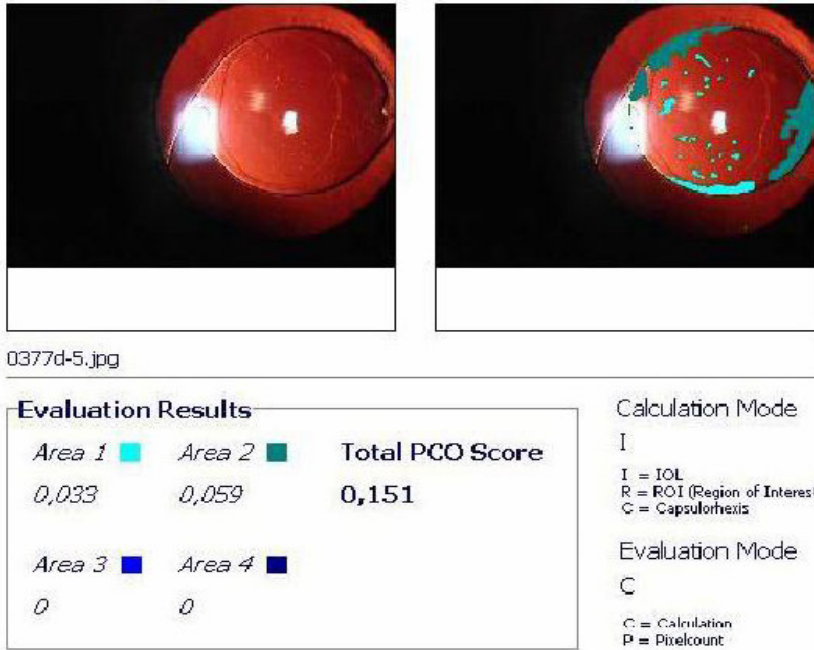 0377d-5.jpg
Evaluation Results
Area 1 Area 2 Total PCO Score
0,033 0,059 0,151
Area 3 Area 4
0 0
Calculation Mode
I
I = IOL
R = ROI (Region of Interest
C = Capsulorhexis
Evaluation Mode
C
C = Calculation
P = Pixelcount